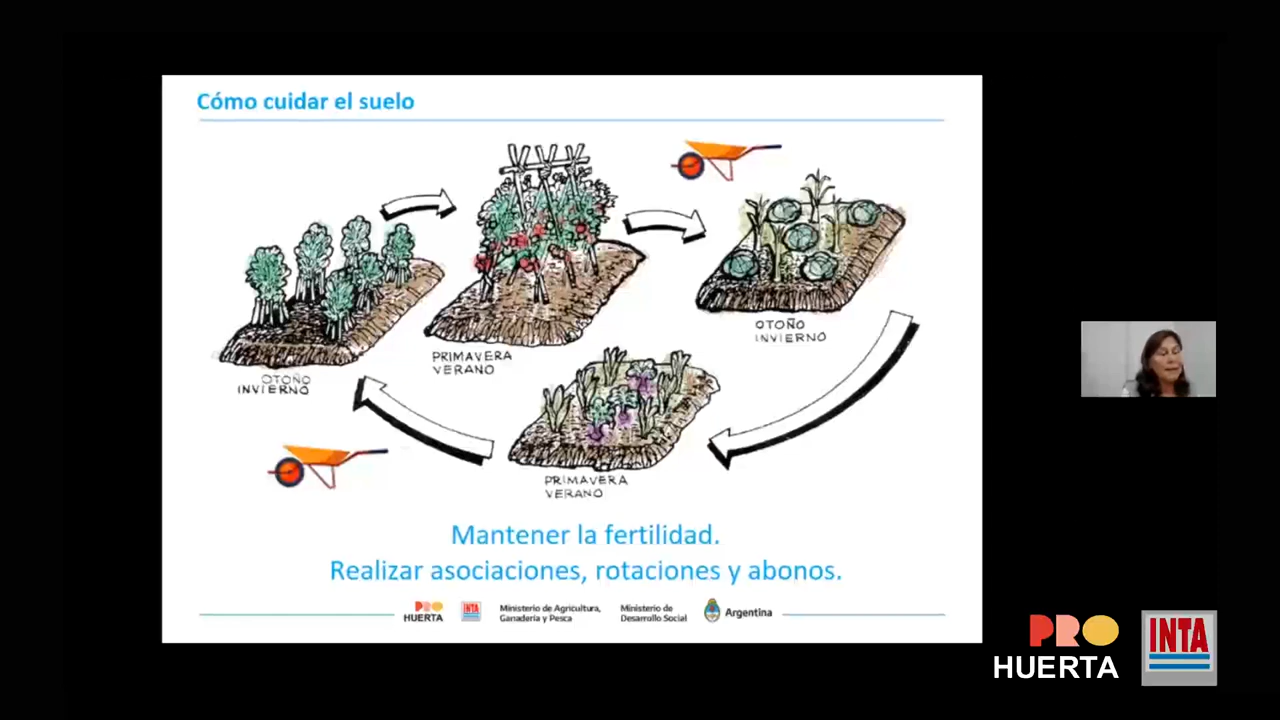 Cómo cuidar el suelo
OTOÑO
INVIERNO
PRIMAVERA
VERANO
OTOÑO
INVIERNO
PRIMAVERA
VERANO
Mantener la fertilidad.
Realizar asociaciones, rotaciones y abonos.
PRO
HUERTA
INTA
Ministerio de Agricultura,
Ganadería y Pesca
Ministerio de
Desarrollo Social
Argentina
PRO
HUERTA
INTA